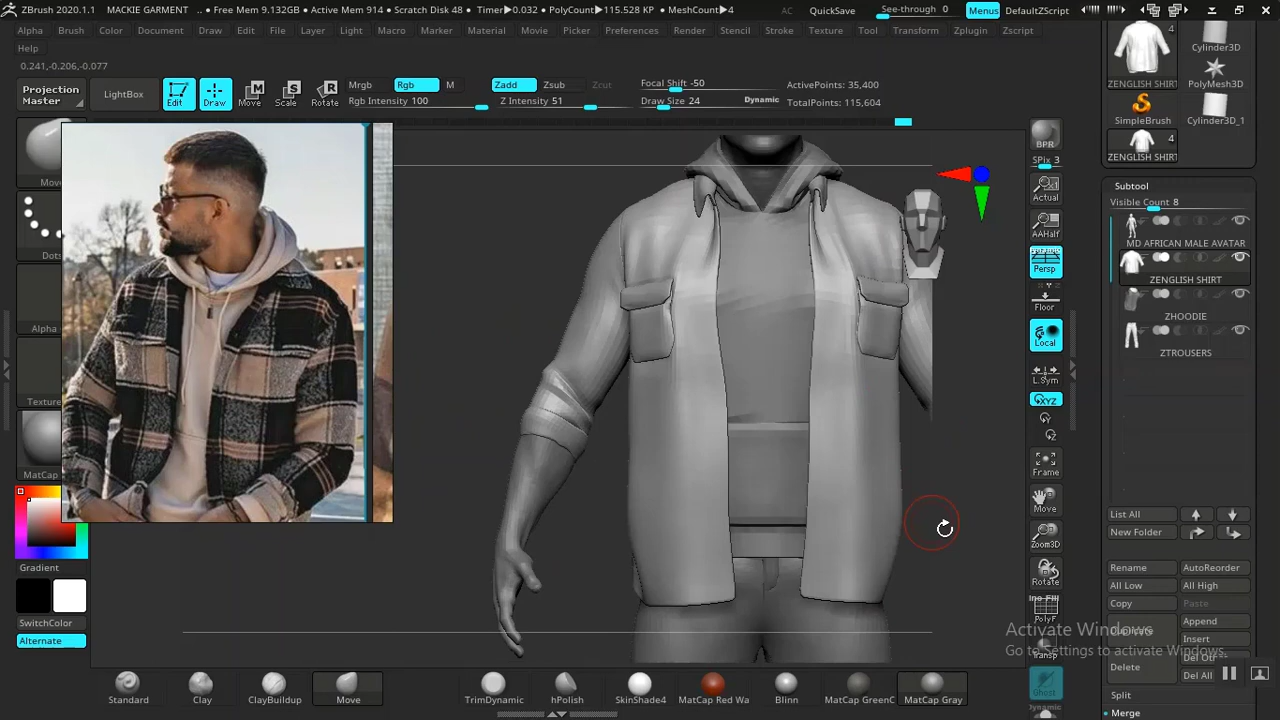 ZBrush 2020.1.1 MACKIE GARMENT .. • Free Mem 9.132GB • Active Mem 914 • Scratch Disk 48 • Timer▶0.032 • PolyCount▶115.528 KP • MeshCount▶4 AC QuickSave See-through 0 Menus DefaultZScript
Alpha Brush Color Document Draw Edit File Layer Light Macro Marker Material Movie Picker Preferences Render Stencil Stroke Texture Tool Transform Zplugin Zscript
Help
0.241,-0.206,-0.077
Projection Master
LightBox
Edit
Draw
Move
Scale
Rotate
Mrgb Rgb M
Rgb Intensity 100
Zadd Zsub Zcut
Z Intensity 51
Focal Shift -50
Draw Size 24 Dynamic
ActivePoints: 35,400
TotalPoints: 115,604
Mov
Dots
Alpha
Texture
MatCap
Gradient
SwitchColor
Alternate
BPR
SPix 3
Actual
AAHalf
Persp
Floor
Local
L.Sym
XYZ
Frame
Move
Zoom3D
Rotate
PolyF
Transp
Ghost
Dynamic
4
ZENGLISH SHIRT
Cylinder3D
PolyMesh3D
SimpleBrush
Cylinder3D_1
4
ZENGLISH SHIRT
Subtool
Visible Count 8
MD AFRICAN MALE AVATAR
ZENGLISH SHIRT
ZHOODIE
ZTROUSERS
List All
New Folder
Rename AutoReorder
All Low All High
Copy Paste
Duplicate Append
Insert
Delete Del Oth
Del All
Split
Merge
Activate Windows
Go to Settings to activate Windows.
Standard Clay ClayBuildup Move TrimDynamic hPolish SkinShade4 MatCap Red Wa Blinn MatCap GreenC MatCap Gray